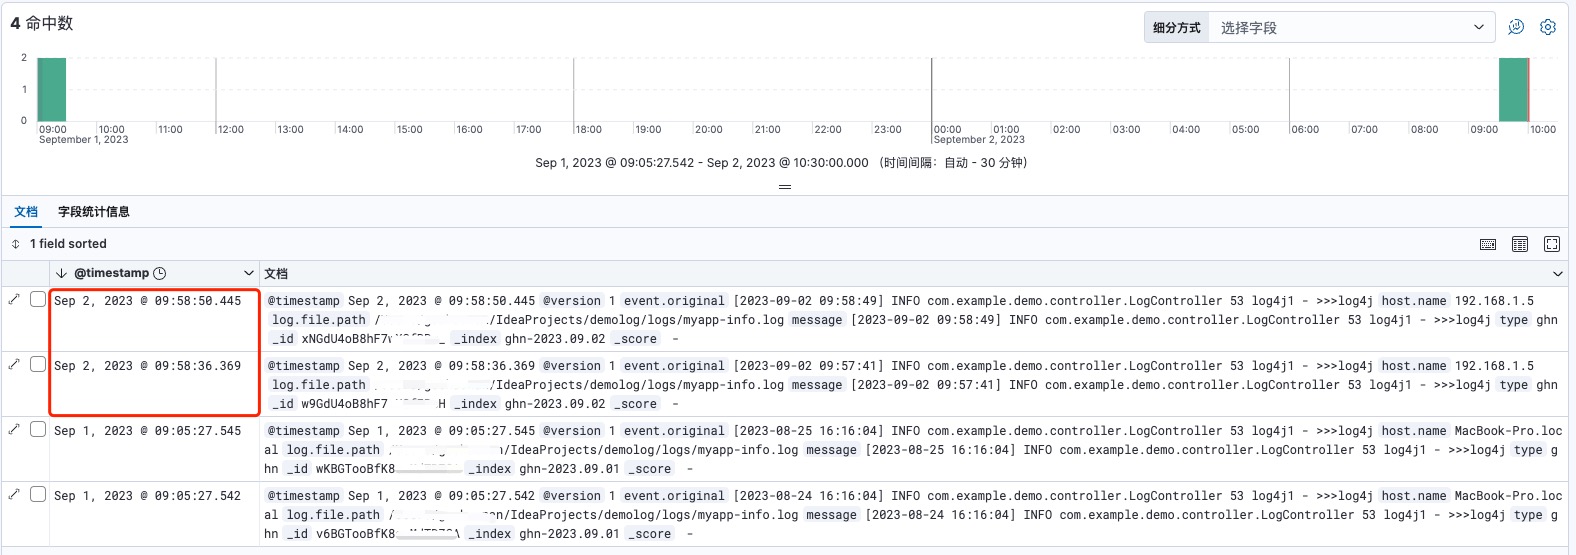 4 命中数
细分方式 选择字段
2
1
0
09:00 10:00 11:00 12:00 13:00 14:00 15:00 16:00 17:00 18:00 19:00 20:00 21:00 22:00 23:00 00:00 01:00 02:00 03:00 04:00 05:00 06:00 07:00 08:00 09:00 10:00
September 1, 2023 September 2, 2023
Sep 1, 2023 @ 09:05:27.542 - Sep 2, 2023 @ 10:30:00.000 （时间间隔：自动 - 30 分钟）
文档 字段统计信息
1 field sorted
@timestamp 文档
Sep 2, 2023 @ 09:58:50.445 @timestamp Sep 2, 2023 @ 09:58:50.445 @version 1 event.original [2023-09-02 09:58:49] INFO com.example.demo.controller.LogController 53 log4j1 - >>>log4j host.name 192.168.1.5
log.file.path / /IdeaProjects/demolog/logs/myapp-info.log message [2023-09-02 09:58:49] INFO com.example.demo.controller.LogController 53 log4j1 - >>>log4j type ghn
_id xNGdU4oB8hF7 _index ghn-2023.09.02 _score -
Sep 2, 2023 @ 09:58:36.369 @timestamp Sep 2, 2023 @ 09:58:36.369 @version 1 event.original [2023-09-02 09:57:41] INFO com.example.demo.controller.LogController 53 log4j1 - >>>log4j host.name 192.168.1.5
log.file.path /IdeaProjects/demolog/logs/myapp-info.log message [2023-09-02 09:57:41] INFO com.example.demo.controller.LogController 53 log4j1 - >>>log4j type ghn
_id w9GdU4oB8hF7 H _index ghn-2023.09.02 _score -
Sep 1, 2023 @ 09:05:27.545 @timestamp Sep 1, 2023 @ 09:05:27.545 @version 1 event.original [2023-08-25 16:16:04] INFO com.example.demo.controller.LogController 53 log4j1 - >>>log4j host.name MacBook-Pro.loc
al log.file.path /IdeaProjects/demolog/logs/myapp-info.log message [2023-08-25 16:16:04] INFO com.example.demo.controller.LogController 53 log4j1 - >>>log4j type g
hn _id wKBGTooBfK8 _index ghn-2023.09.01 _score -
Sep 1, 2023 @ 09:05:27.542 @timestamp Sep 1, 2023 @ 09:05:27.542 @version 1 event.original [2023-08-24 16:16:04] INFO com.example.demo.controller.LogController 53 log4j1 - >>>log4j host.name MacBook-Pro.loc
al log.file.path /IdeaProjects/demolog/logs/myapp-info.log message [2023-08-24 16:16:04] INFO com.example.demo.controller.LogController 53 log4j1 - >>>log4j type g
hn _id v6BGTooBfK8 _index ghn-2023.09.01 _score -